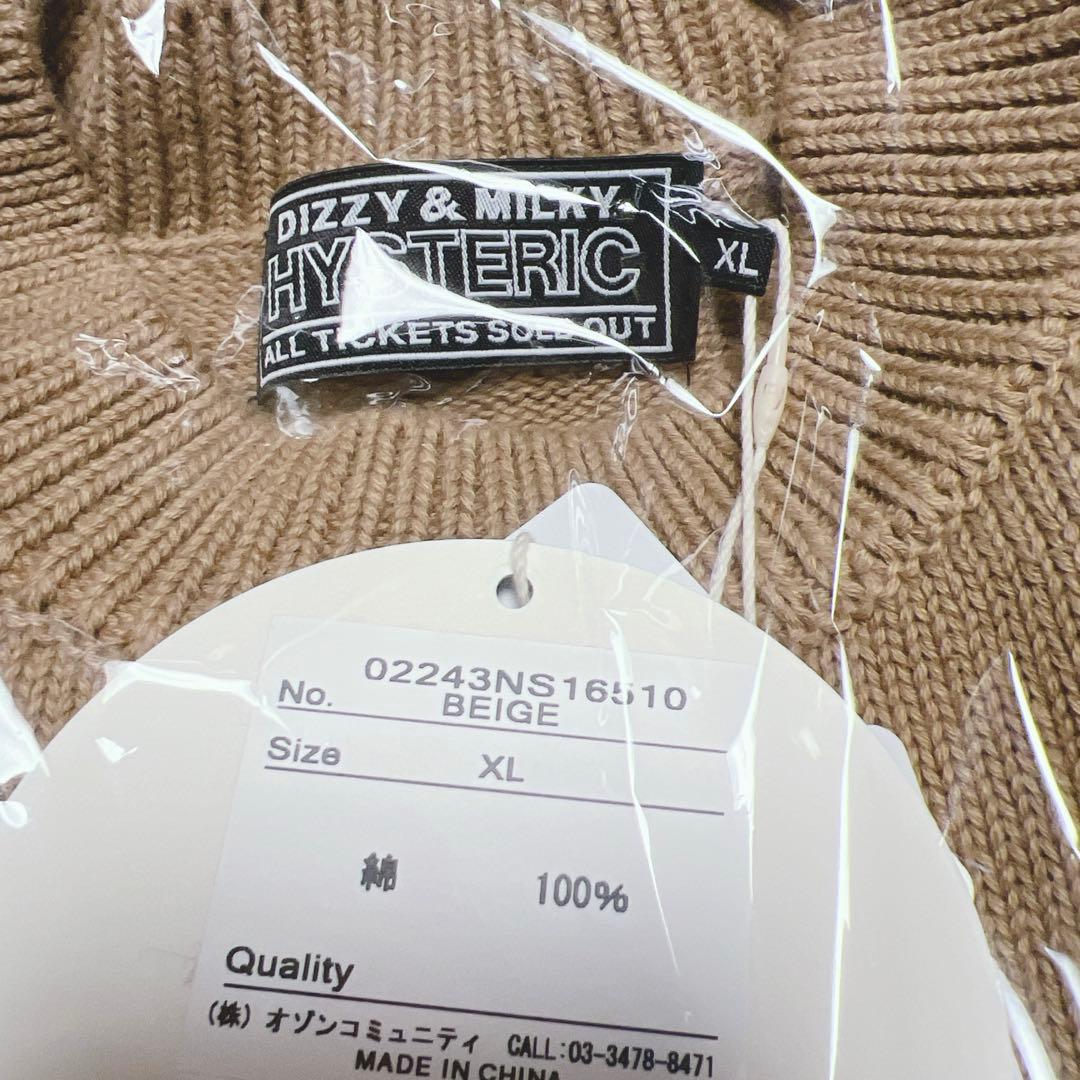 DIZZY & MILKY
HYSTERIC
ALL TICKETS SOLD OUT
XL
No. 02243NS16510
BEIGE
Size XL
綿 100%
Quality
(株) オゾンコミュニティ CALL:03-3478-8471
MADE IN CHINA